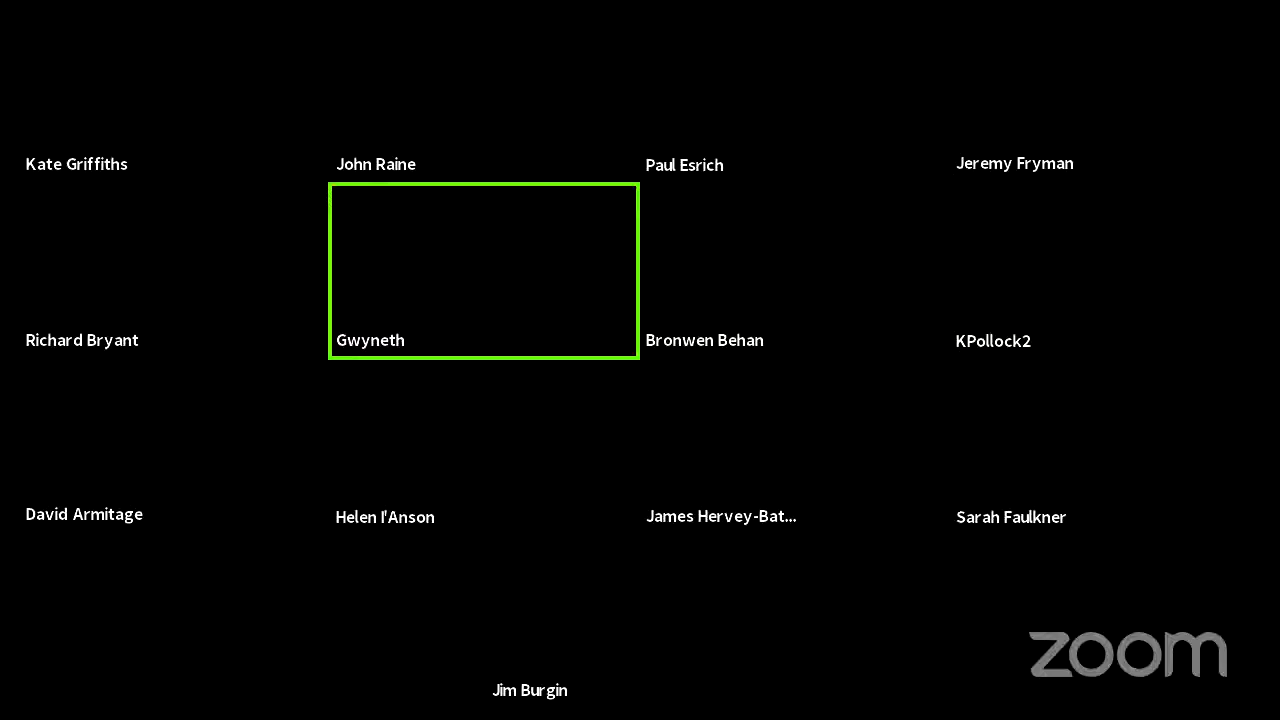 Kate Griffiths
John Raine
Paul Esrich
Jeremy Fryman
Richard Bryant
Gwyneth
Bronwen Behan
KPollock2
David Armitage
Helen I'Anson
James Hervey-Bat...
Sarah Faulkner
zoom
Jim Burgin